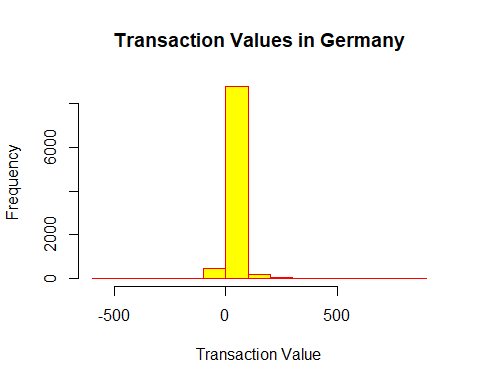 Transaction Values in Germany
Frequency
6000
2000
0
-500
0
500
Transaction Value